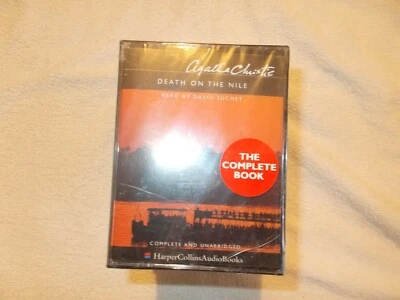 Agatha Christie
DEATH ON THE NILE
READ BY DAVID SUCHET
THE
COMPLETE
BOOK
COMPLETE AND UNABRIDGED
HarperCollinsAudioBooks